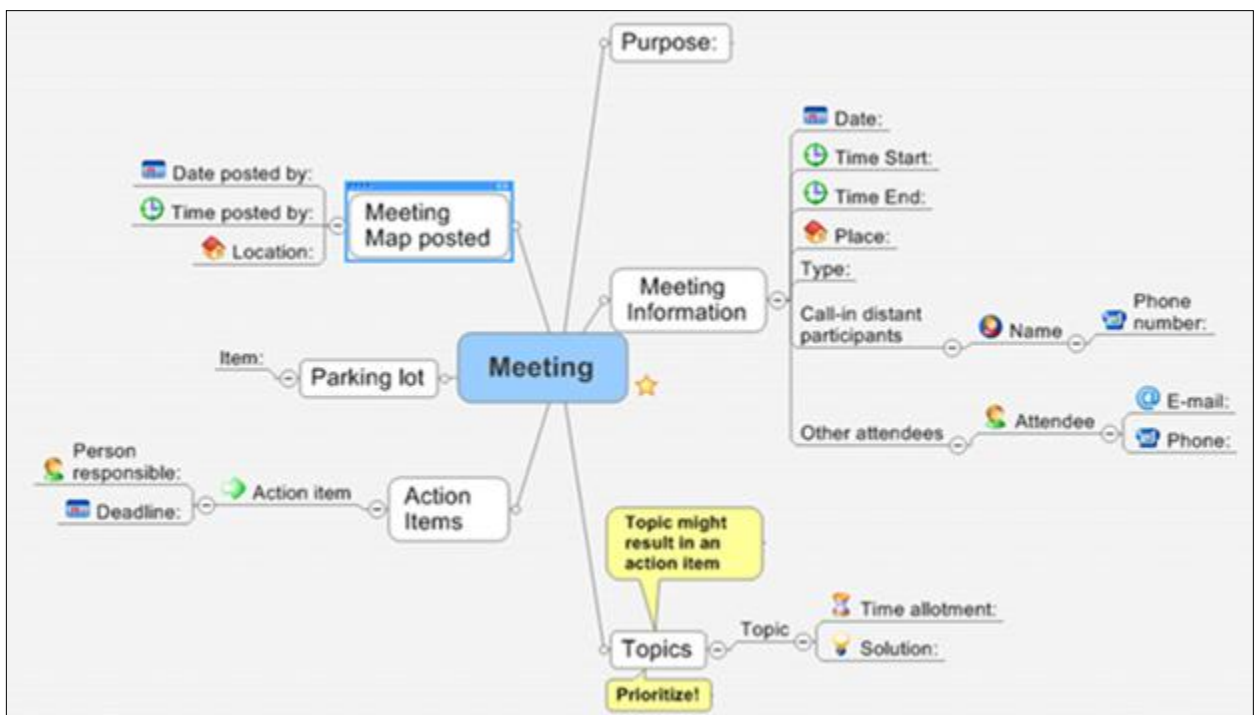 Purpose:
Date:
Time Start:
Time End:
Place:
Type:
Meeting
Information
Call-in distant
participants
Name
Phone
number:
Other attendees
Attendee
E-mail:
Phone:
Date posted by:
Time posted by:
Location:
Meeting
Map posted
Meeting
Item:
Parking lot
Person
responsible:
Deadline:
Action item
Action
Items
Topic might
result in an
action item
Topics
Prioritize!
Topic
Time allotment:
Solution: